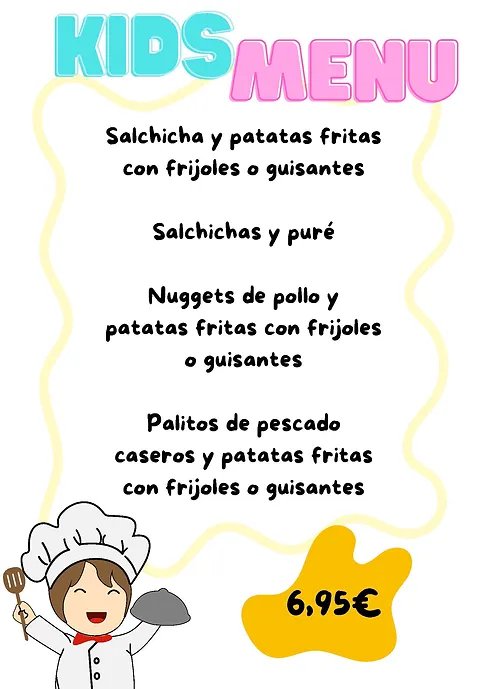 KIDS MENU
Salchicha y patatas fritas
con frijoles o guisantes
Salchichas y puré
Nuggets de pollo y
patatas fritas con frijoles
o guisantes
Palitos de pescado
caseros y patatas fritas
con frijoles o guisantes
6,95€